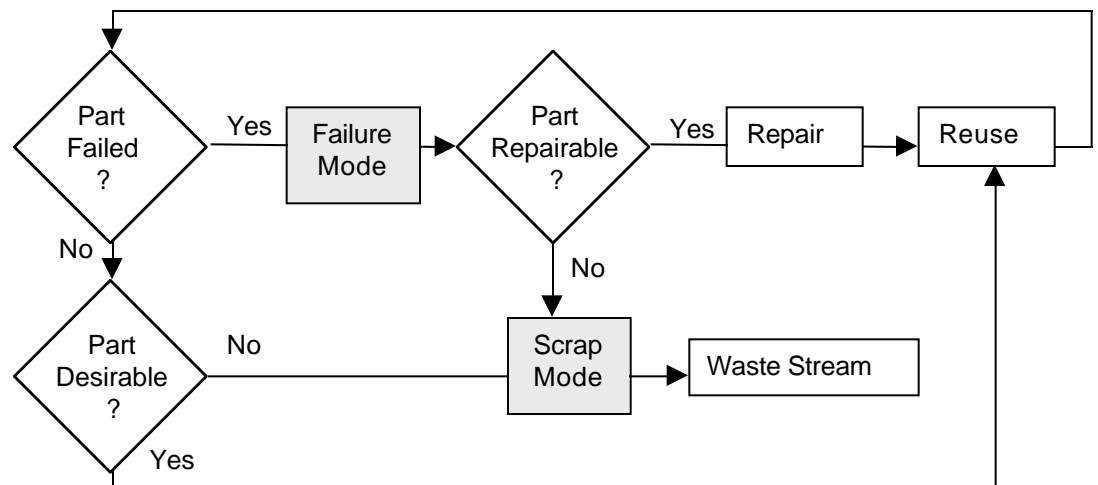 Part
Failed
?
Yes
Failure
Mode
Part
Repairable
?
Yes
Repair
Reuse
No
No
Part
Desirable
?
No
Scrap
Mode
Waste Stream
Yes